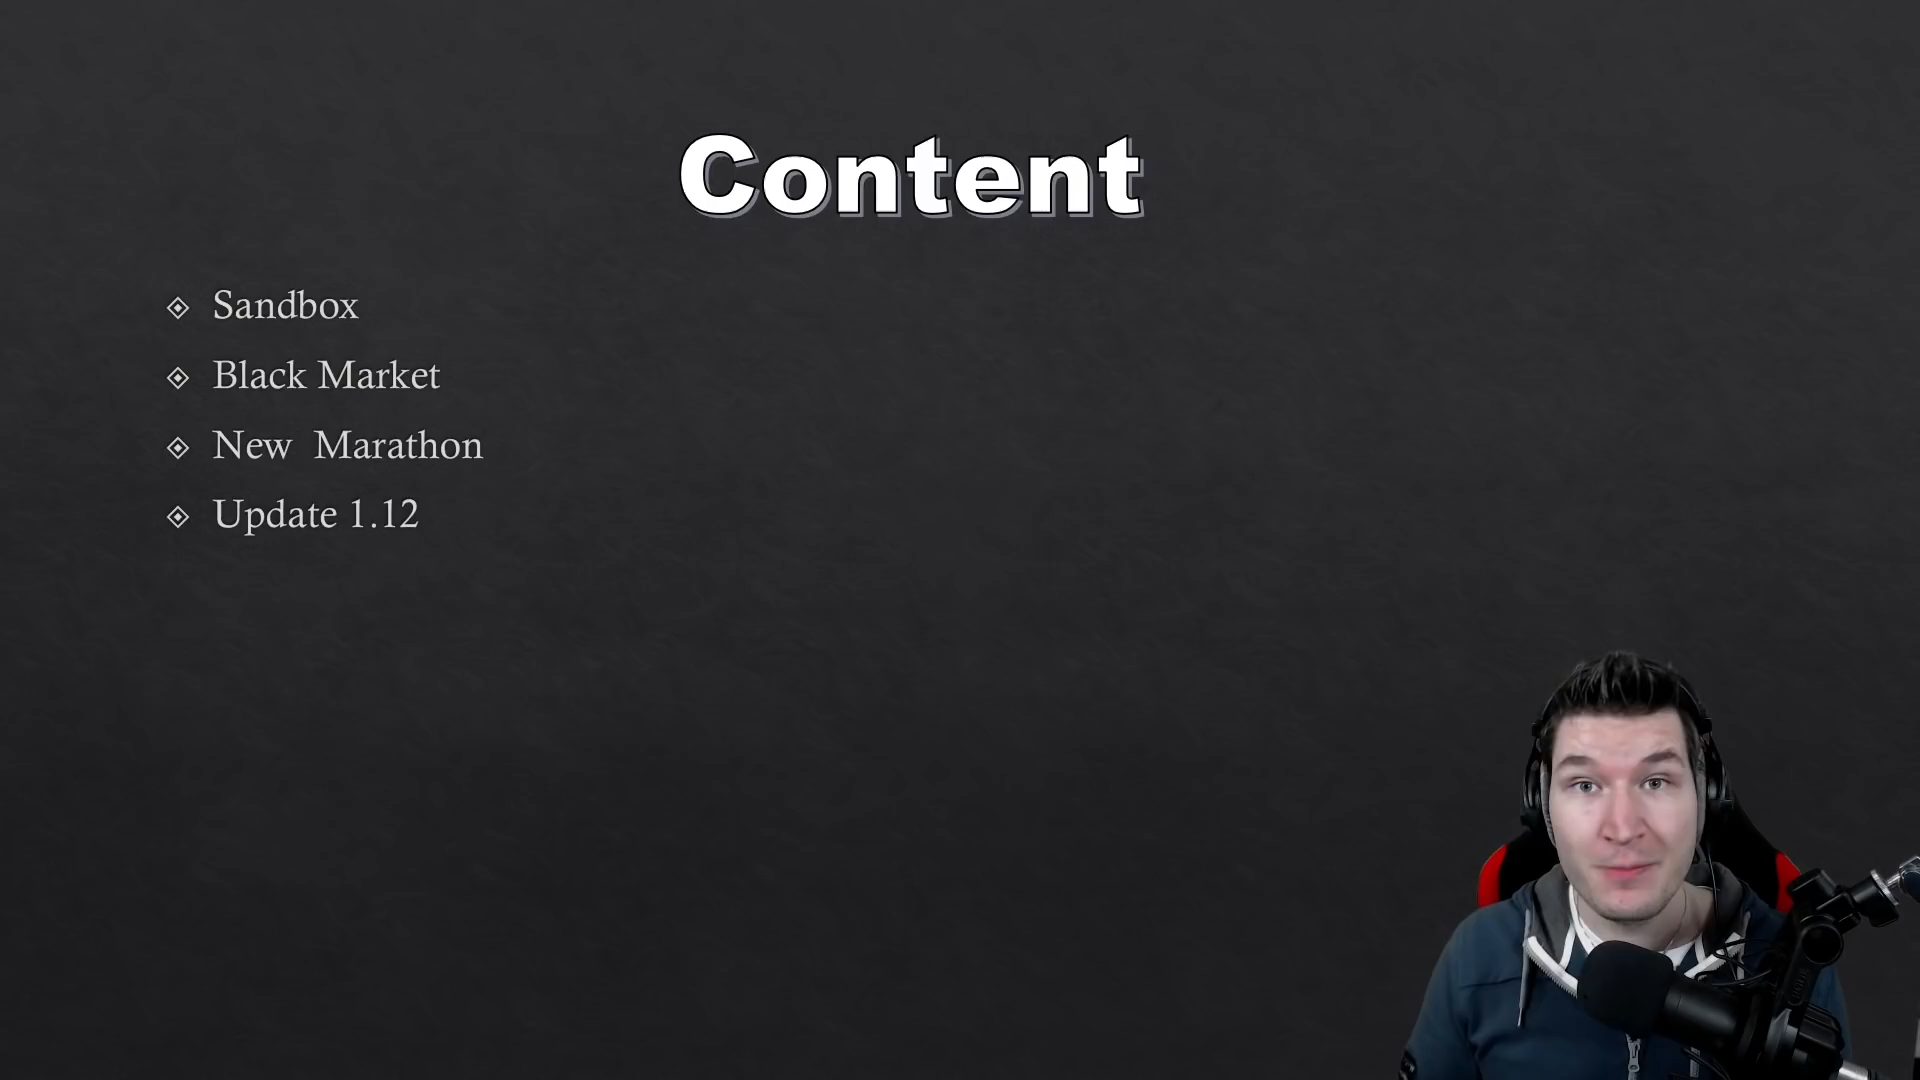 Content
Sandbox
Black Market
New  Marathon
Update 1.12